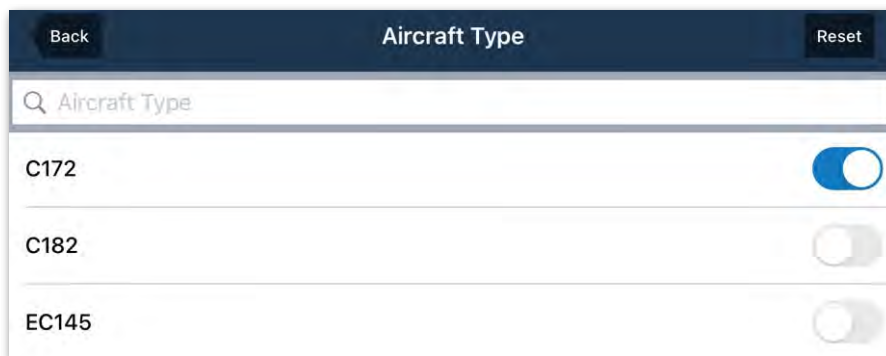 Back Aircraft Type Reset
Aircraft Type
C172
C182
EC145